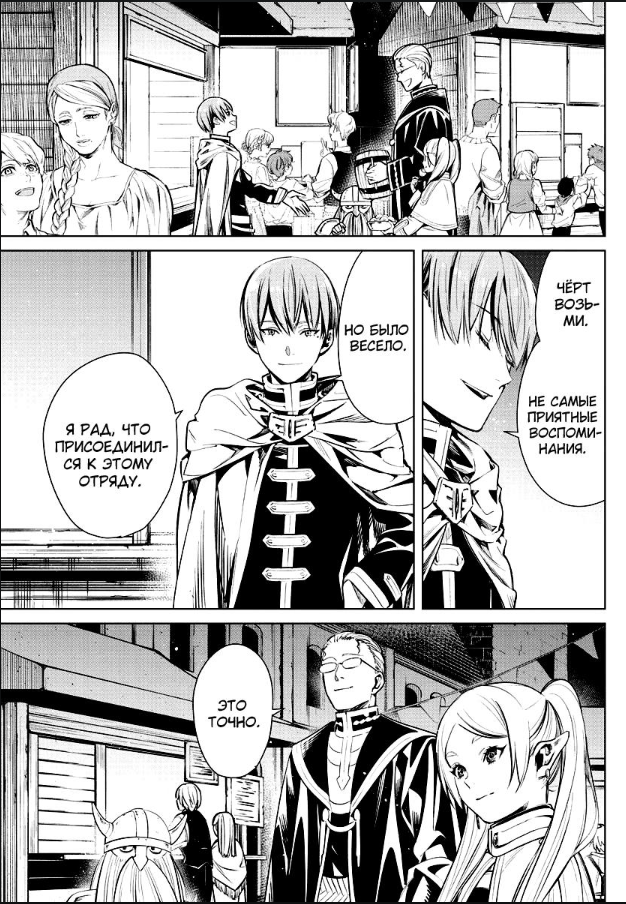 ЧЁРТ
ВОЗЬ-
МИ.
НЕ САМЫЕ
ПРИЯТНЫЕ
ВОСПОМИ-
НАНИЯ.
НО БЫЛО
ВЕСЕЛО.
Я РАД, ЧТО
ПРИСОЕДИНИЛ-
СЯ К ЭТОМУ
ОТРЯДУ.
ЭТО
ТОЧНО.